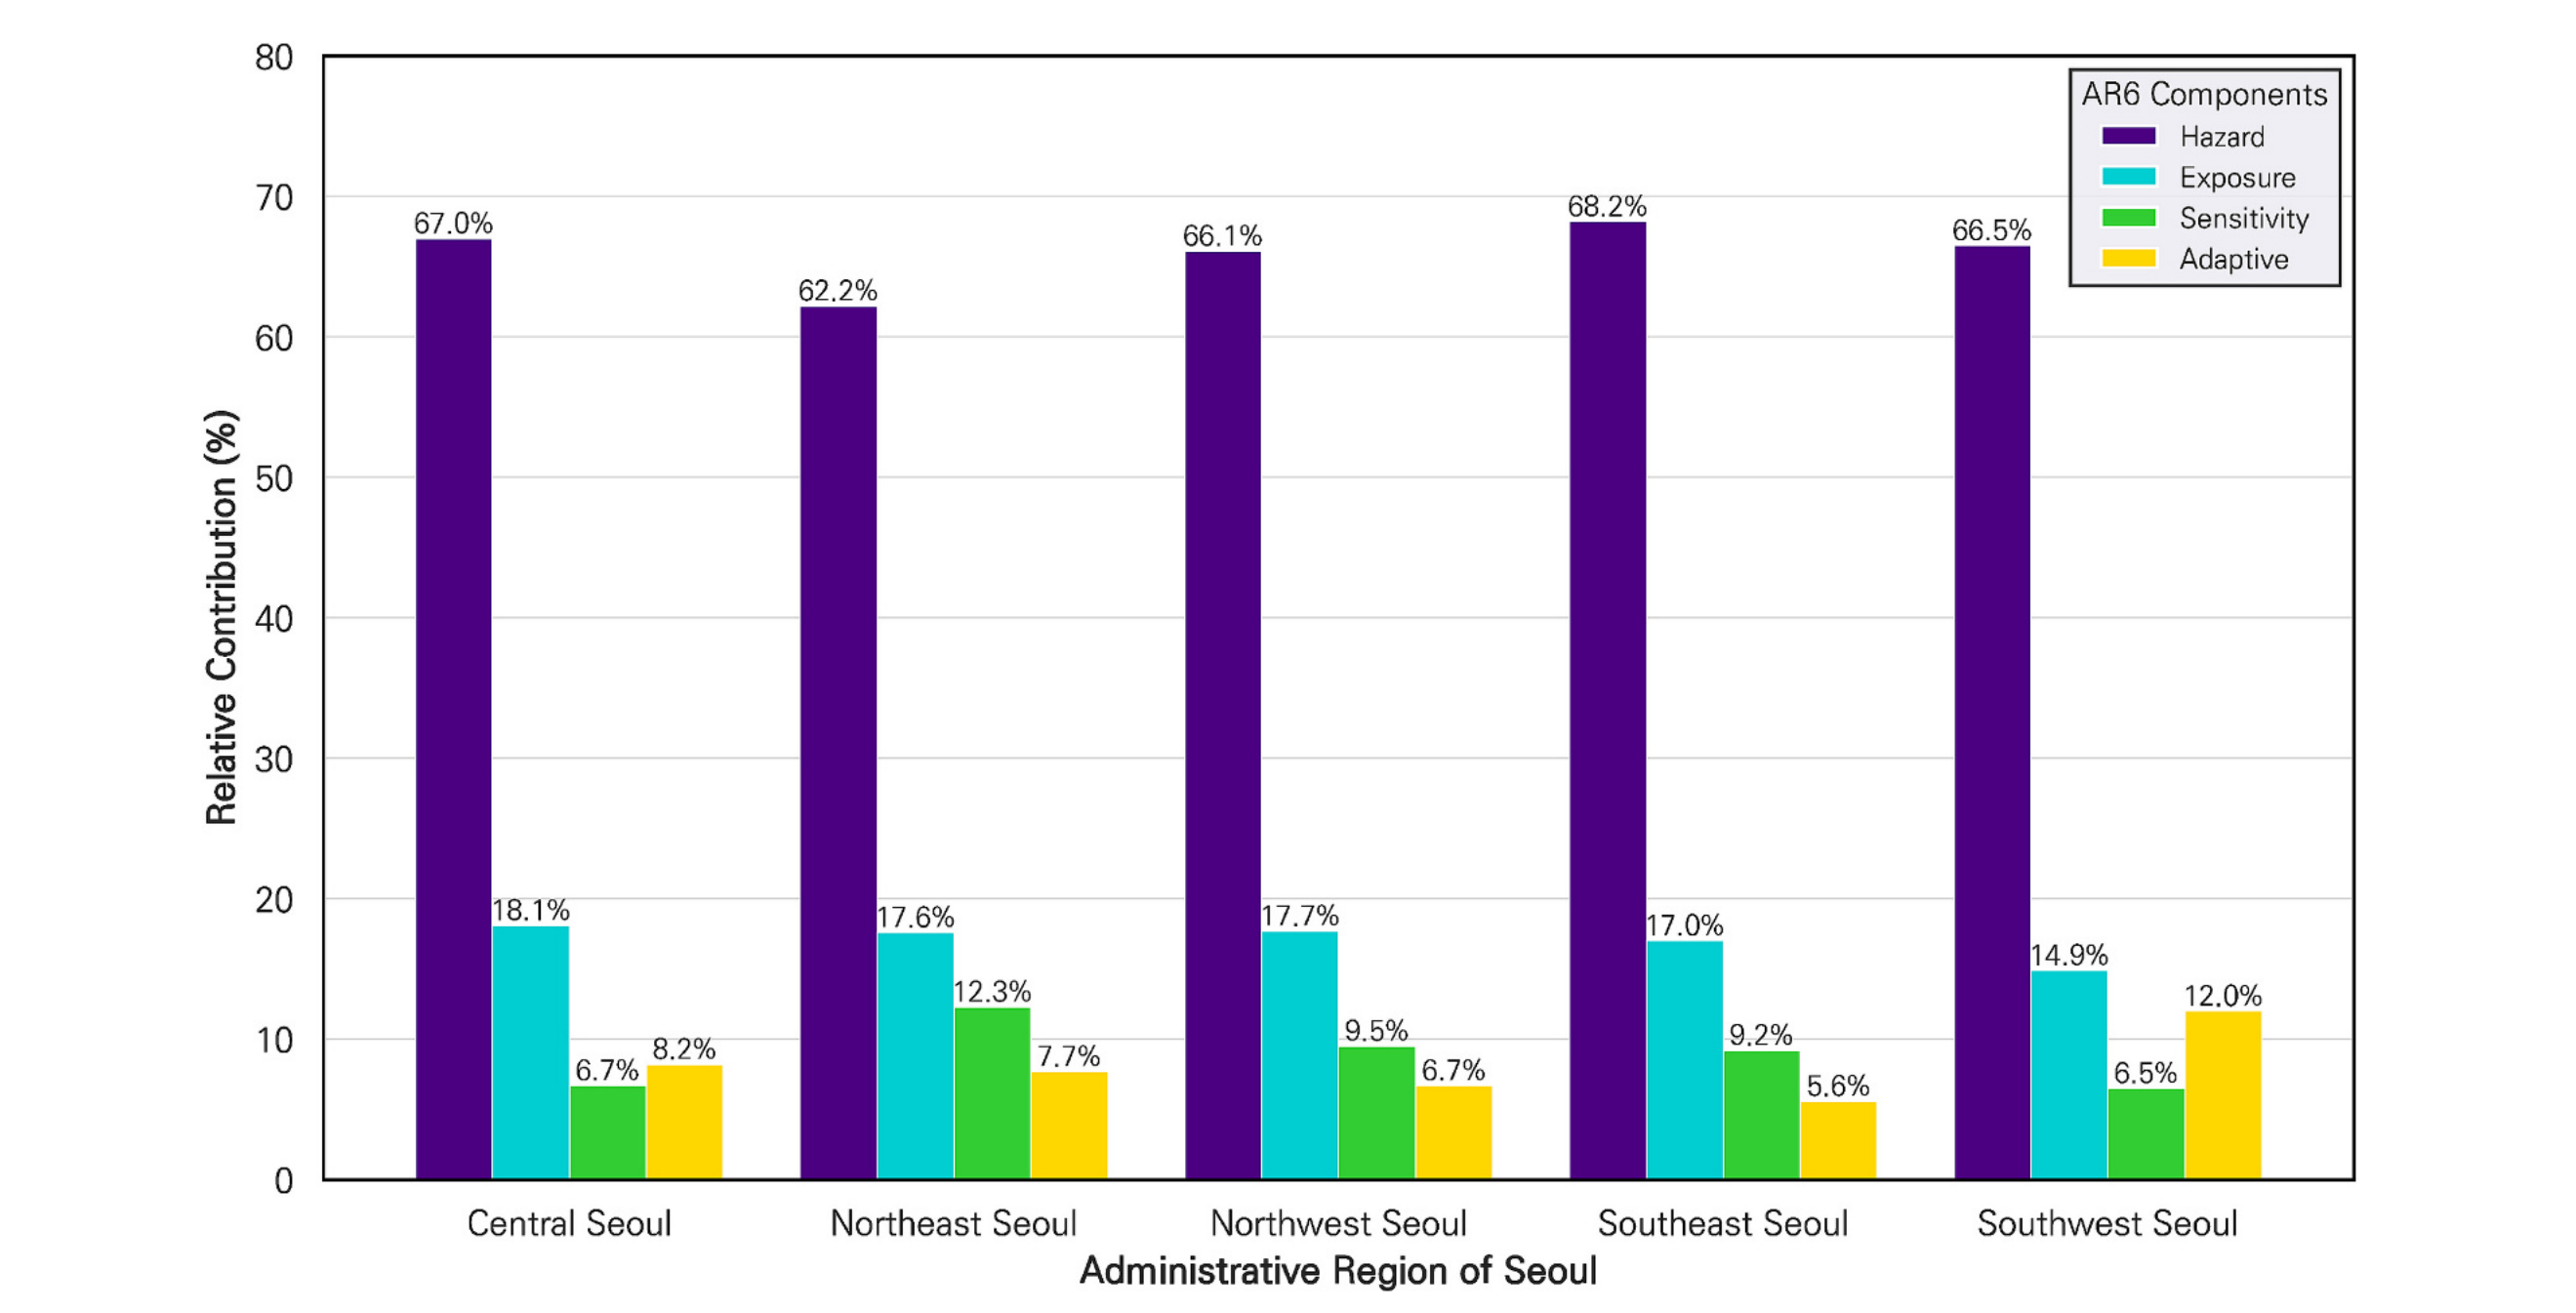 80
70
60
50
40
30
20
10
0
Relative Contribution (%)
AR6 Components
Hazard
Exposure
Sensitivity
Adaptive
67.0%
18.1%
6.7%
8.2%
62.2%
17.6%
12.3%
7.7%
66.1%
17.7%
9.5%
6.7%
68.2%
17.0%
9.2%
5.6%
66.5%
14.9%
6.5%
12.0%
Central Seoul
Northeast Seoul
Northwest Seoul
Southeast Seoul
Southwest Seoul
Administrative Region of Seoul